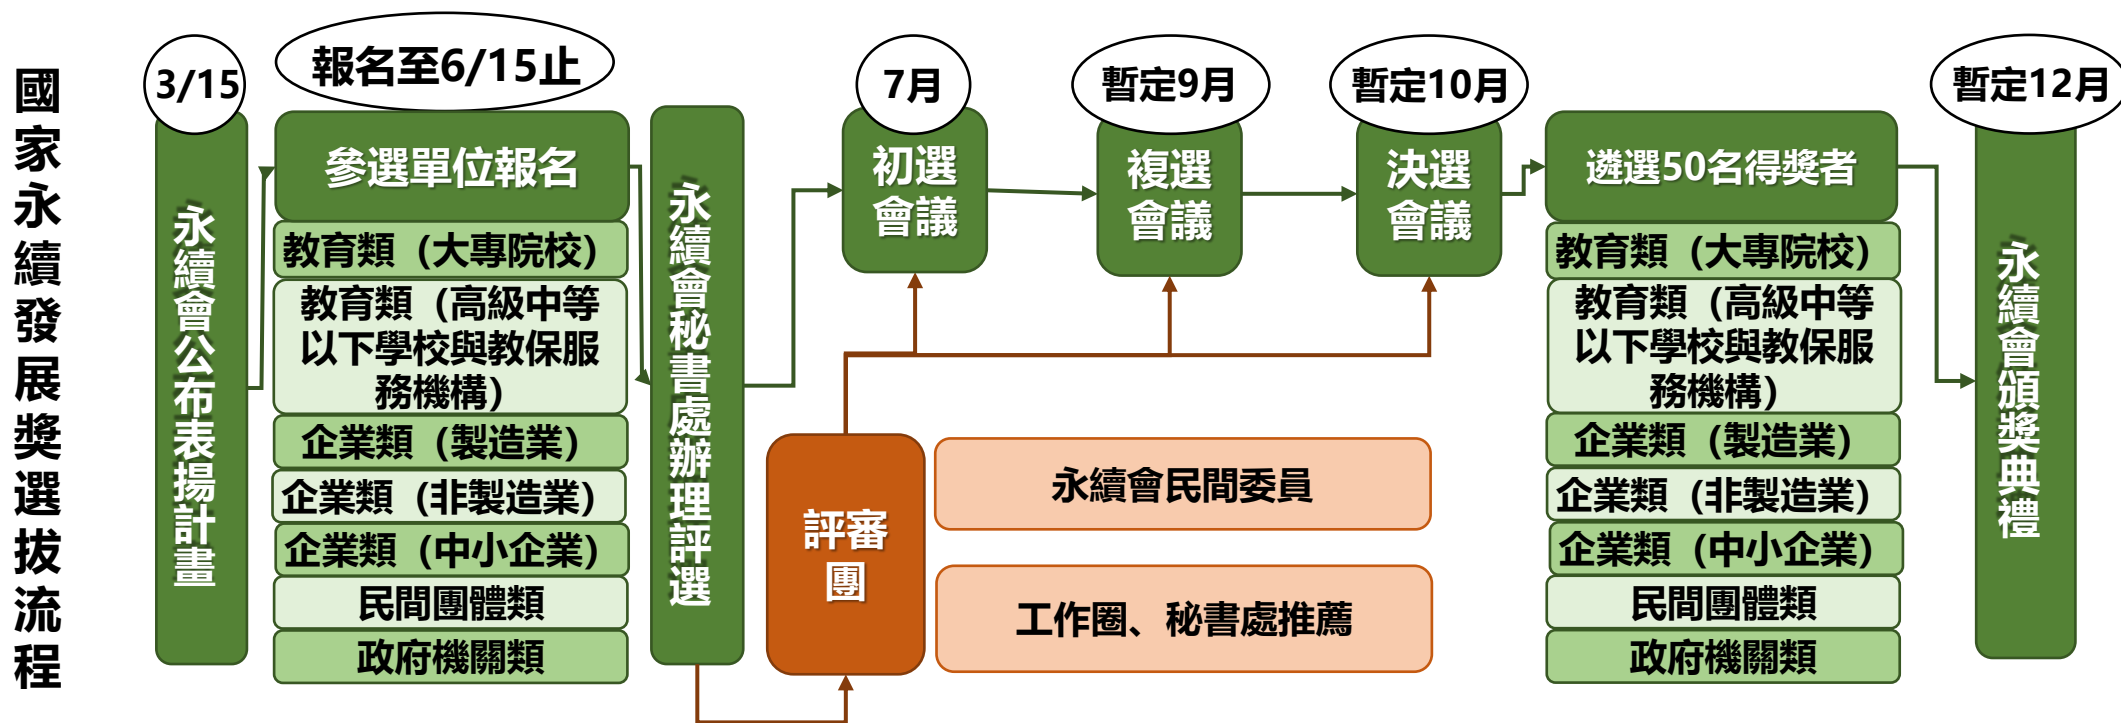 國家永續發展獎選拔流程
3/15
永續會公布表揚計畫
報名至6/15止
參選單位報名
教育類（大專院校）
教育類（高級中等
以下學校與教保服
務機構）
企業類（製造業）
企業類（非製造業）
企業類（中小企業）
民間團體類
政府機關類
永續會秘書處辦理評選
7月
初選
會議
暫定9月
複選
會議
暫定10月
決選
會議
評審
團
永續會民間委員
工作圈、秘書處推薦
遴選50名得獎者
教育類（大專院校）
教育類（高級中等
以下學校與教保服
務機構）
企業類（製造業）
企業類（非製造業）
企業類（中小企業）
民間團體類
政府機關類
暫定12月
永續會頒獎典禮